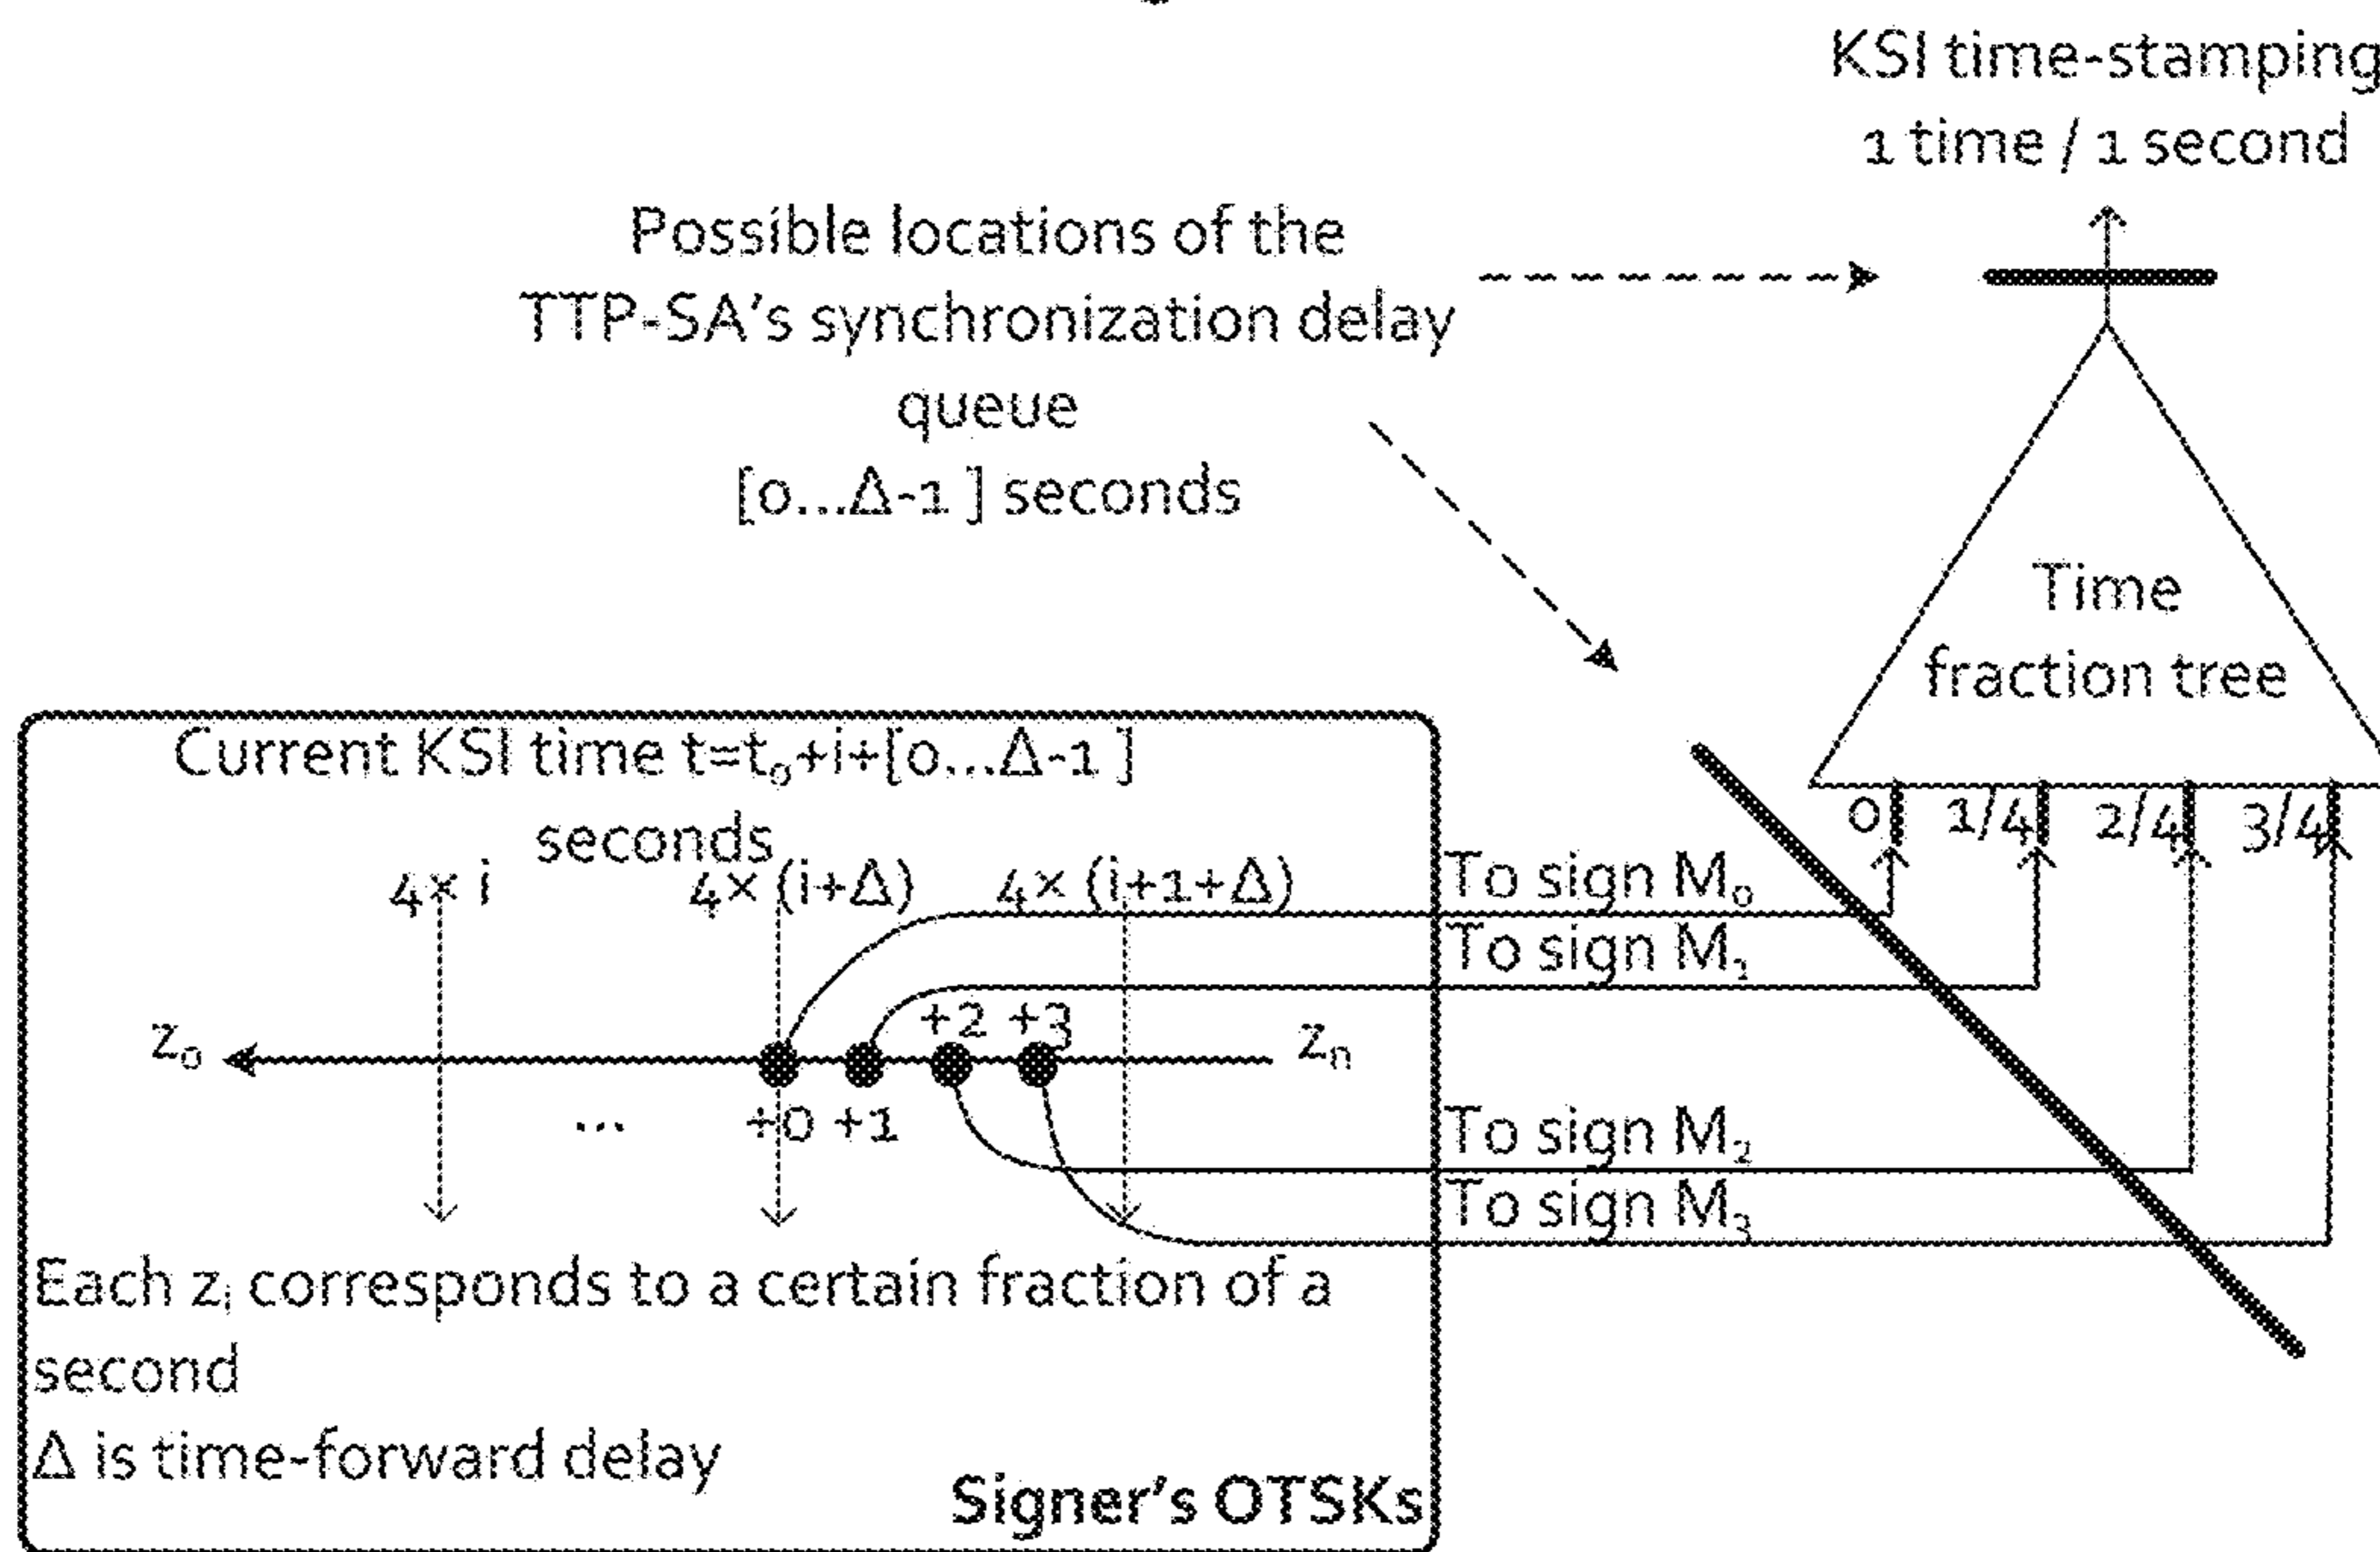 KSI time-stamping
1 time / 1 second
Possible locations of the
TTP-SA's synchronization delay
queue
[0...Δ-1 ] seconds
Time
fraction tree
Current KSI time t=t₀+i+[0...Δ-1 ]
seconds
4× i
4× (i+Δ)
4× (i+1+Δ)
0
1/4
2/4
3/4
To sign M₀
To sign M₁
+2 +3
z₀
zₙ
...
+0 +1
To sign M₂
To sign M₃
Each zᵢ corresponds to a certain fraction of a
second
Δ is time-forward delay
Signer's OTSKs